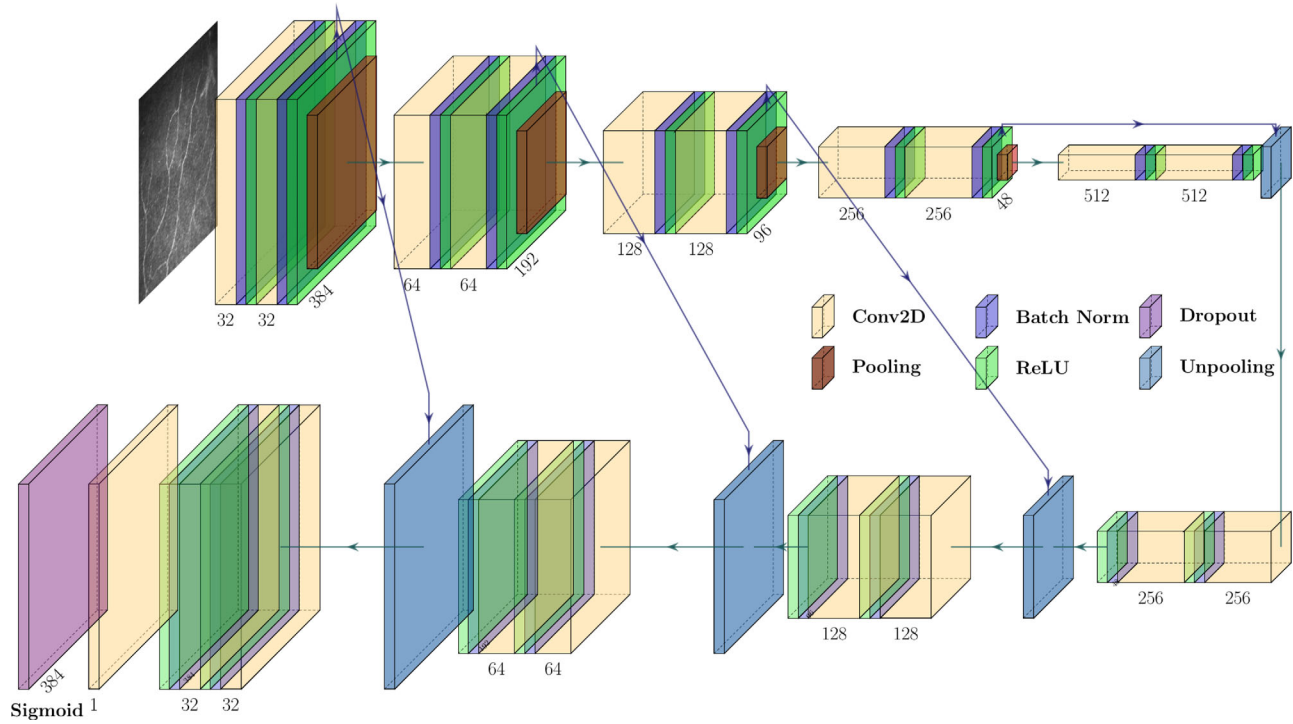 32 32 384
64 64 192
128 128 96
256 256 48
512 512
Conv2D Batch Norm Dropout
Pooling ReLU Unpooling
256 256
128 128
64 64
32 32
1
384
Sigmoid